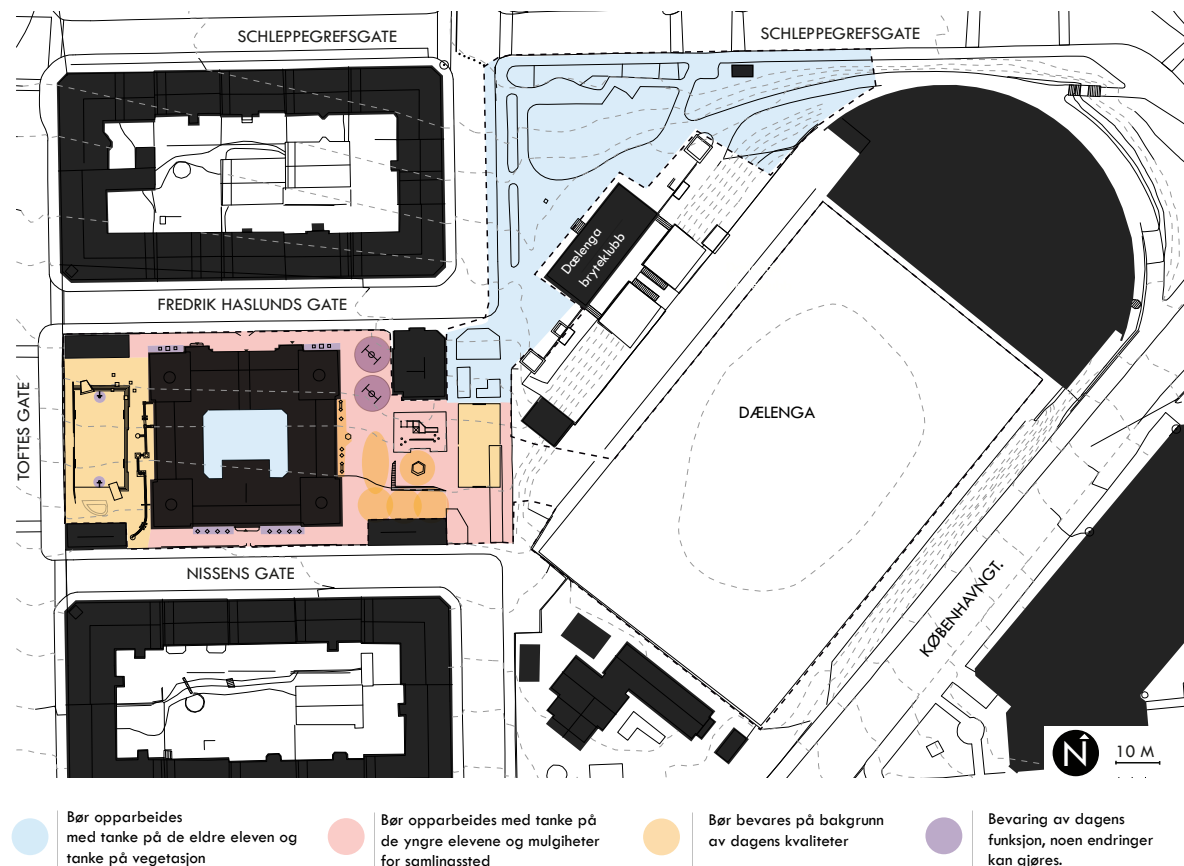 SCHLEPPEGREFSGATE
SCHLEPPEGREFSGATE
Dælenga
bryteklubb
FREDRIK HASLUNDS GATE
TOFTES GATE
DÆLENGA
NISSENS GATE
KØBENHAVNGT.
N
10 M
Bør opparbeides
med tanke på de eldre eleven og
tanke på vegetasjon
Bør opparbeides med tanke på
de yngre elevene og mulgiheter
for samlingassted
Bør bevares på bakgrunn
av dagens kvaliteter
Bevaring av dagens
funksjon, noen endringer
kan gjøres.